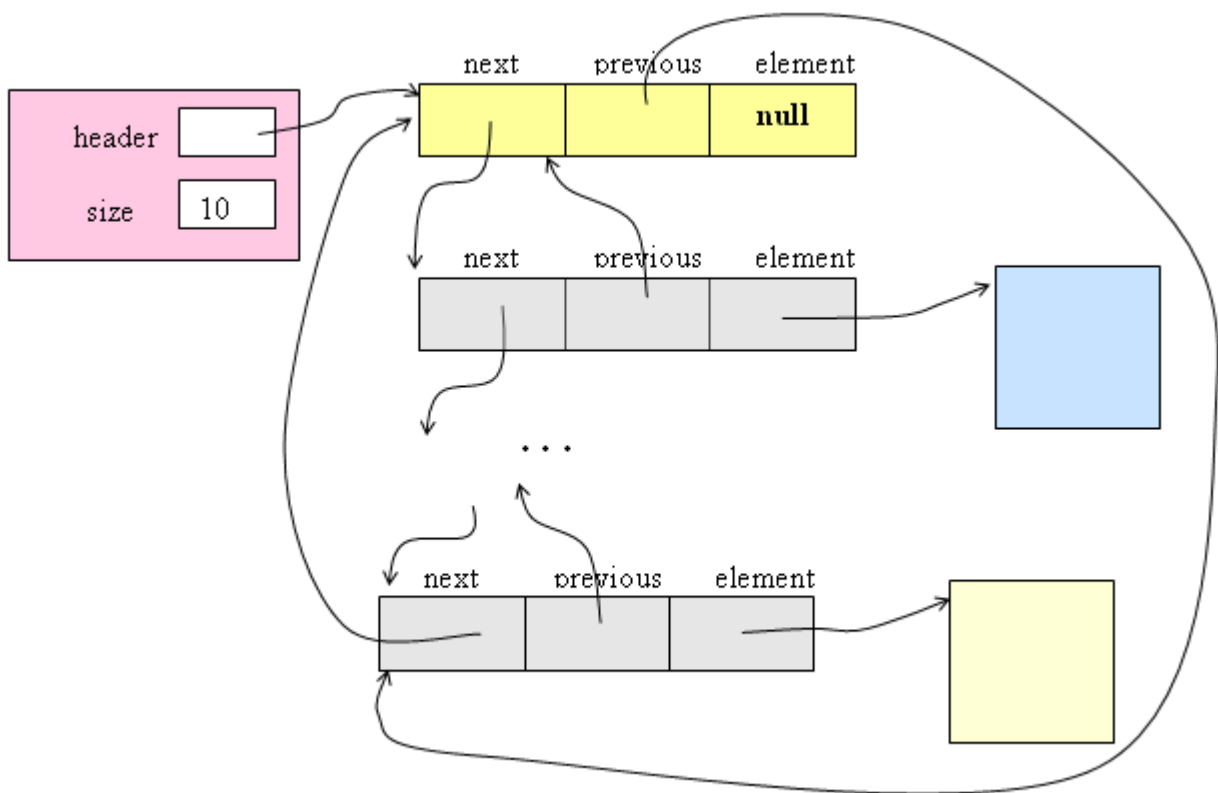 next previous element
null
header
size 10
next previous element
...
next previous element